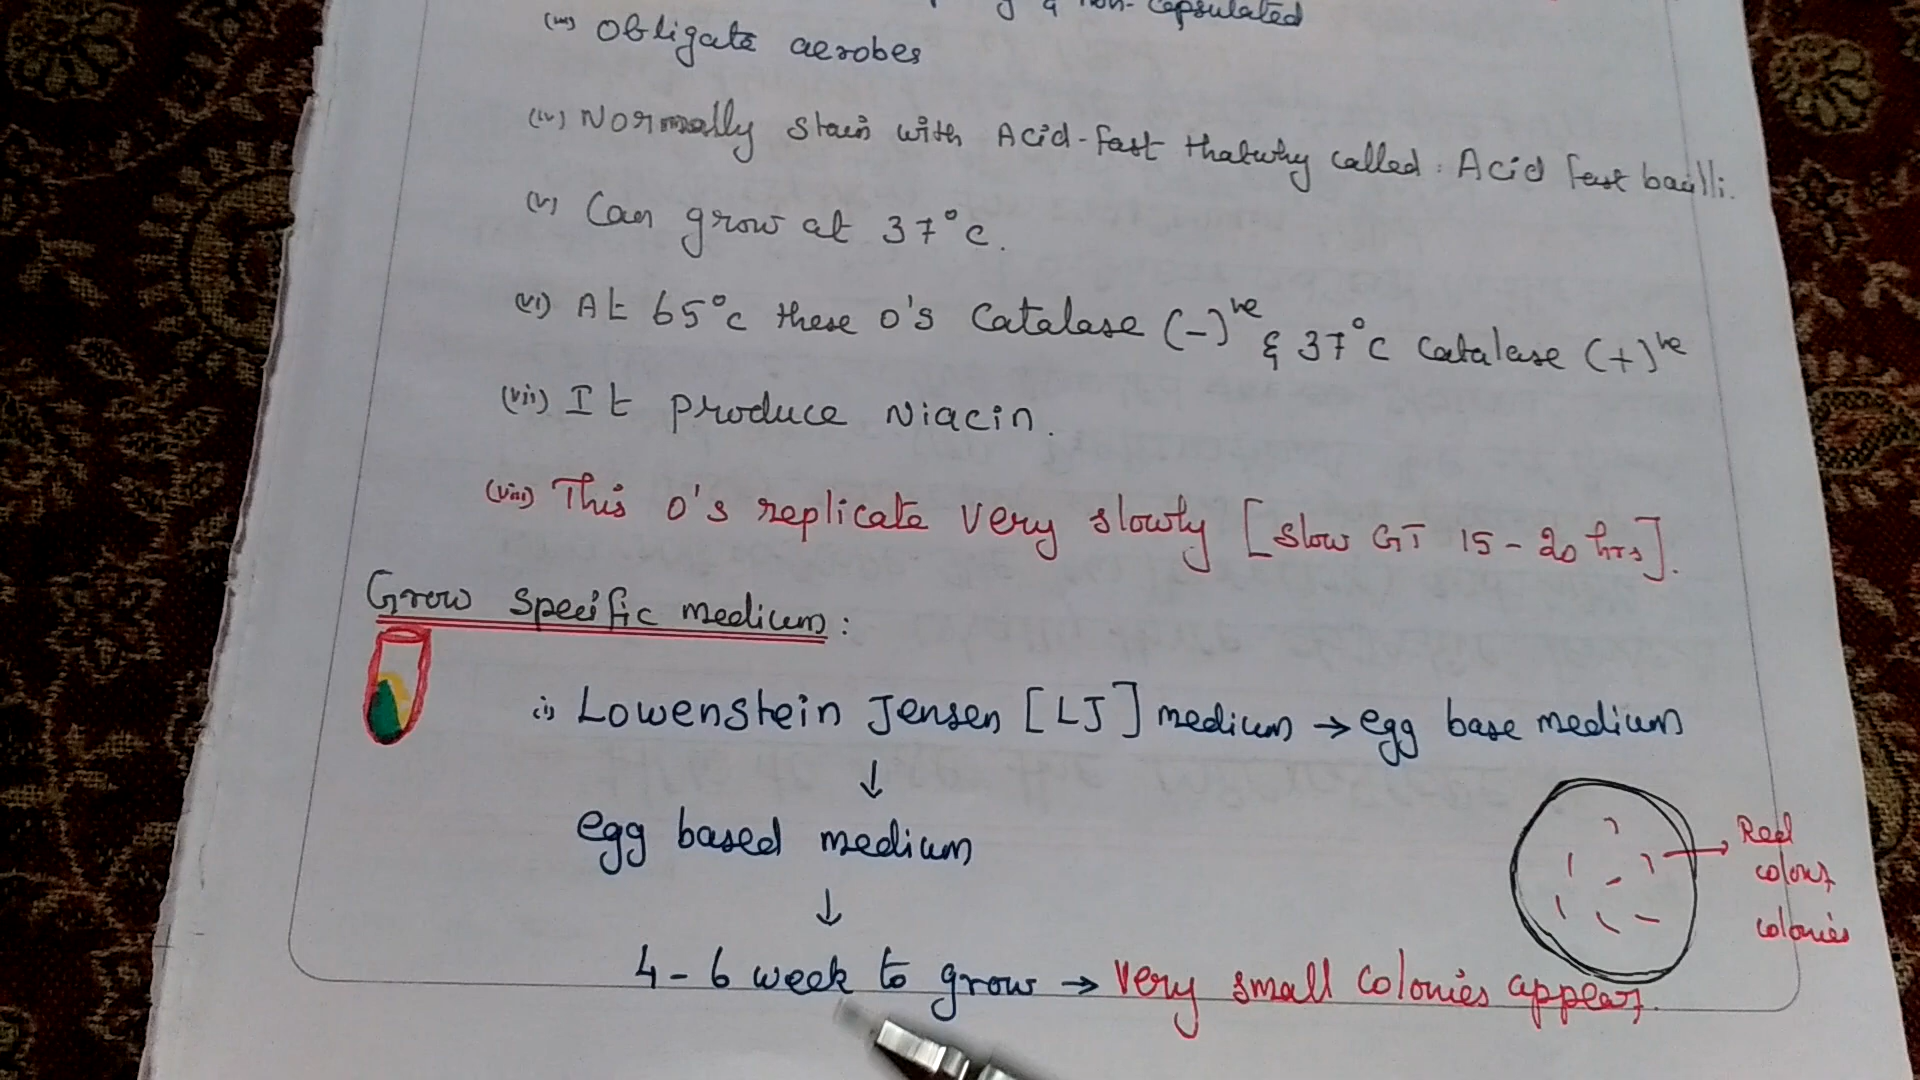 & non-capsulated
(iii) Obligate aerobes
(iv) Normally stain with Acid-fast thatwhy called : Acid fast bacilli.
(v) Can grow at 37°c.
(vi) At 65°c these O's Catalase (-)ve & 37°c Catalase (+)ve
(vii) It produce Niacin.
(viii) This O's replicate very slowly [slow GT 15-20 hrs].
Grow specific medium :
(i) Lowenstein Jensen [LJ] medium → egg base medium
↓
egg based medium
↓
4-6 week to grow → Very small colonies appear.
Red
colour
colonies